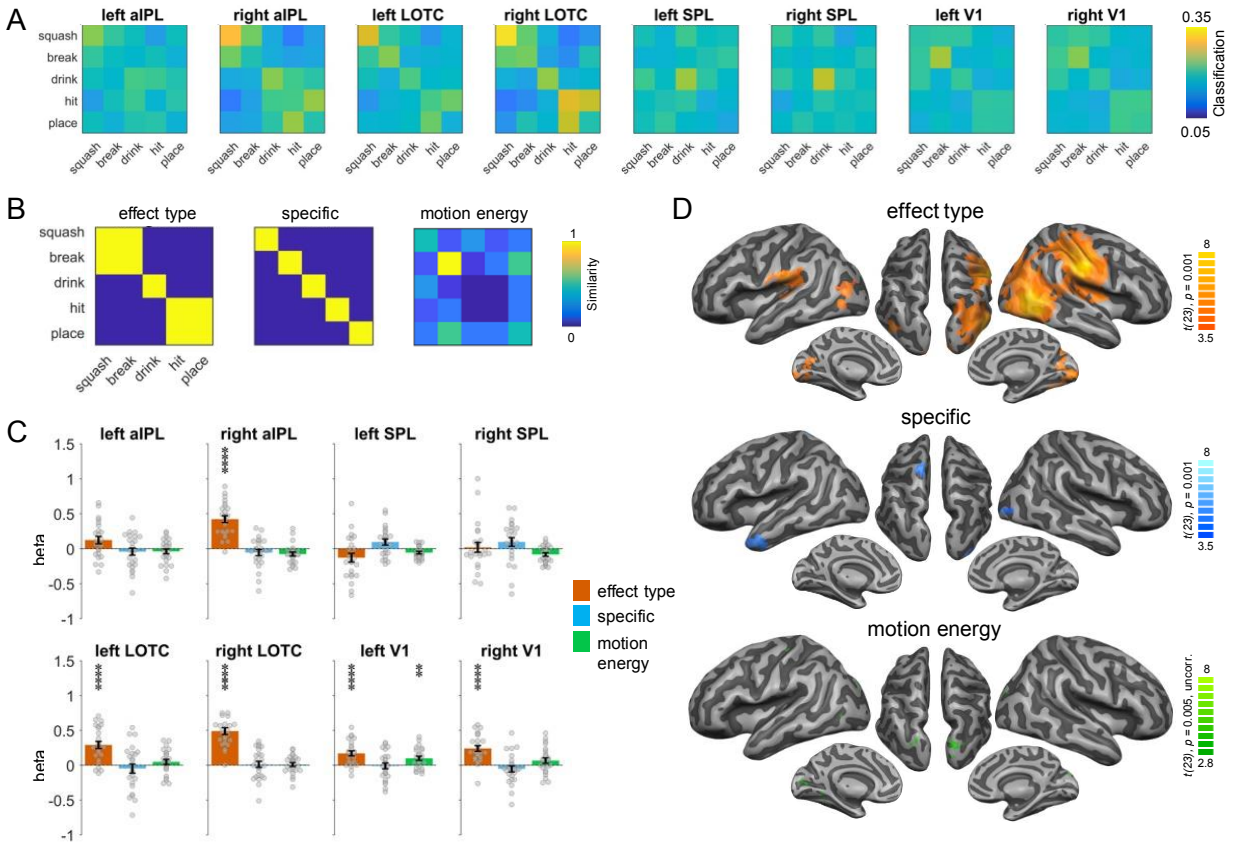 A
left aIPL
right aIPL
left LOTC
right LOTC
left SPL
right SPL
left V1
right V1
squash
break
drink
hit
place
squash
break
drink
hit
place
squash
break
drink
hit
place
squash
break
drink
hit
place
squash
break
drink
hit
place
squash
break
drink
hit
place
squash
break
drink
hit
place
squash
break
drink
hit
place
squash
break
drink
hit
place
0.35
Classification
0.05
B
effect type
specific
motion energy
squash
break
drink
hit
place
squash
break
drink
hit
place
1
Similarity
0
C
left aIPL
right aIPL
left SPL
right SPL
1.5
1
0.5
0
-0.5
-1
beta
****
left LOTC
right LOTC
left V1
right V1
1.5
1
0.5
0
-0.5
-1
beta
****
****
****
**
****
effect type
specific
motion
energy
D
effect type
8
t(23), p = 0.001
3.5
specific
8
t(23), p = 0.001
3.5
motion energy
8
t(23), p = 0.005, uncorr.
2.8